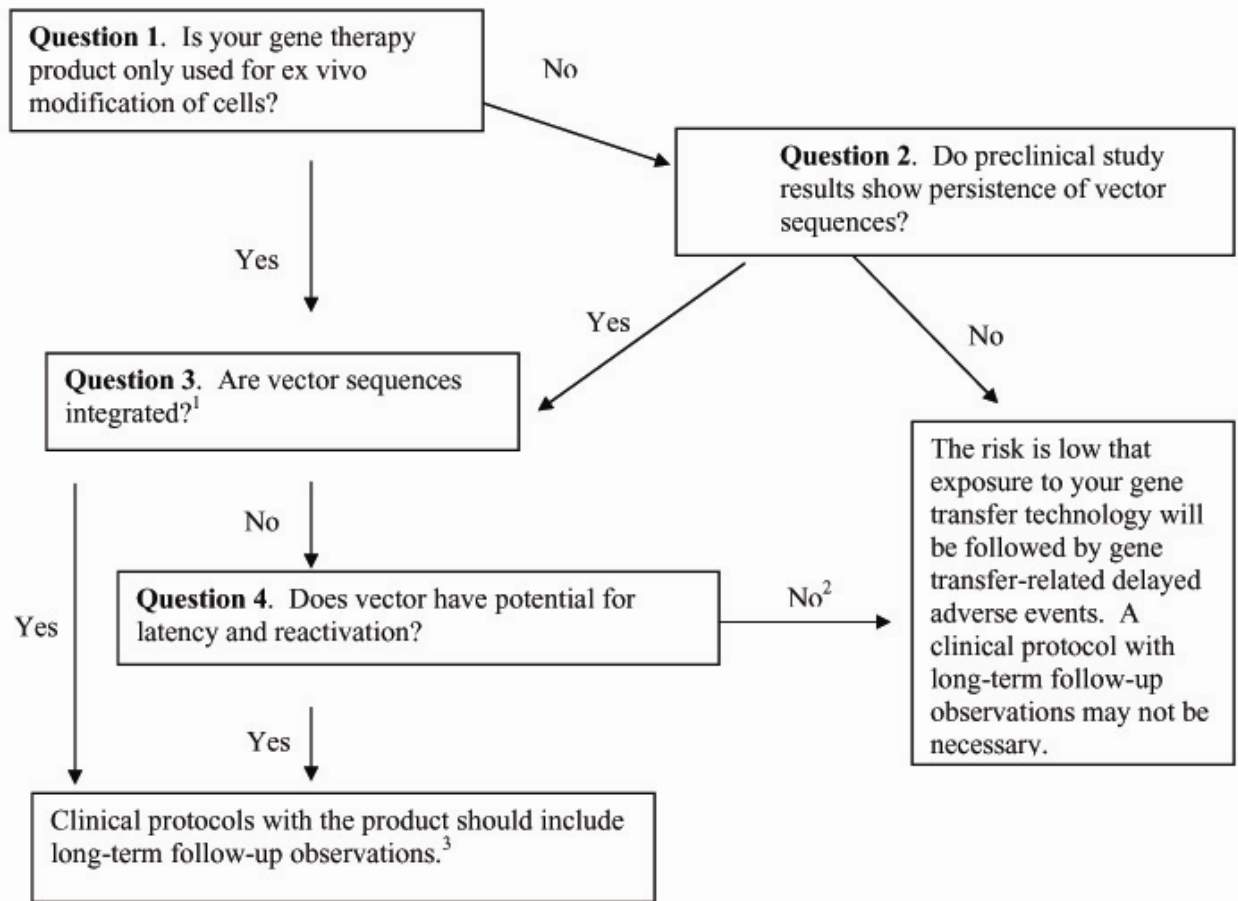 Question 1. Is your gene therapy
product only used for ex vivo
modification of cells?
No
Question 2. Do preclinical study
results show persistence of vector
sequences?
Yes
Yes
No
Question 3. Are vector sequences
integrated?¹
The risk is low that
exposure to your gene
transfer technology will
be followed by gene
transfer-related delayed
adverse events. A
clinical protocol with
long-term follow-up
observations may not be
necessary.
No
Question 4. Does vector have potential for
latency and reactivation?
No²
Yes
Yes
Clinical protocols with the product should include
long-term follow-up observations.³